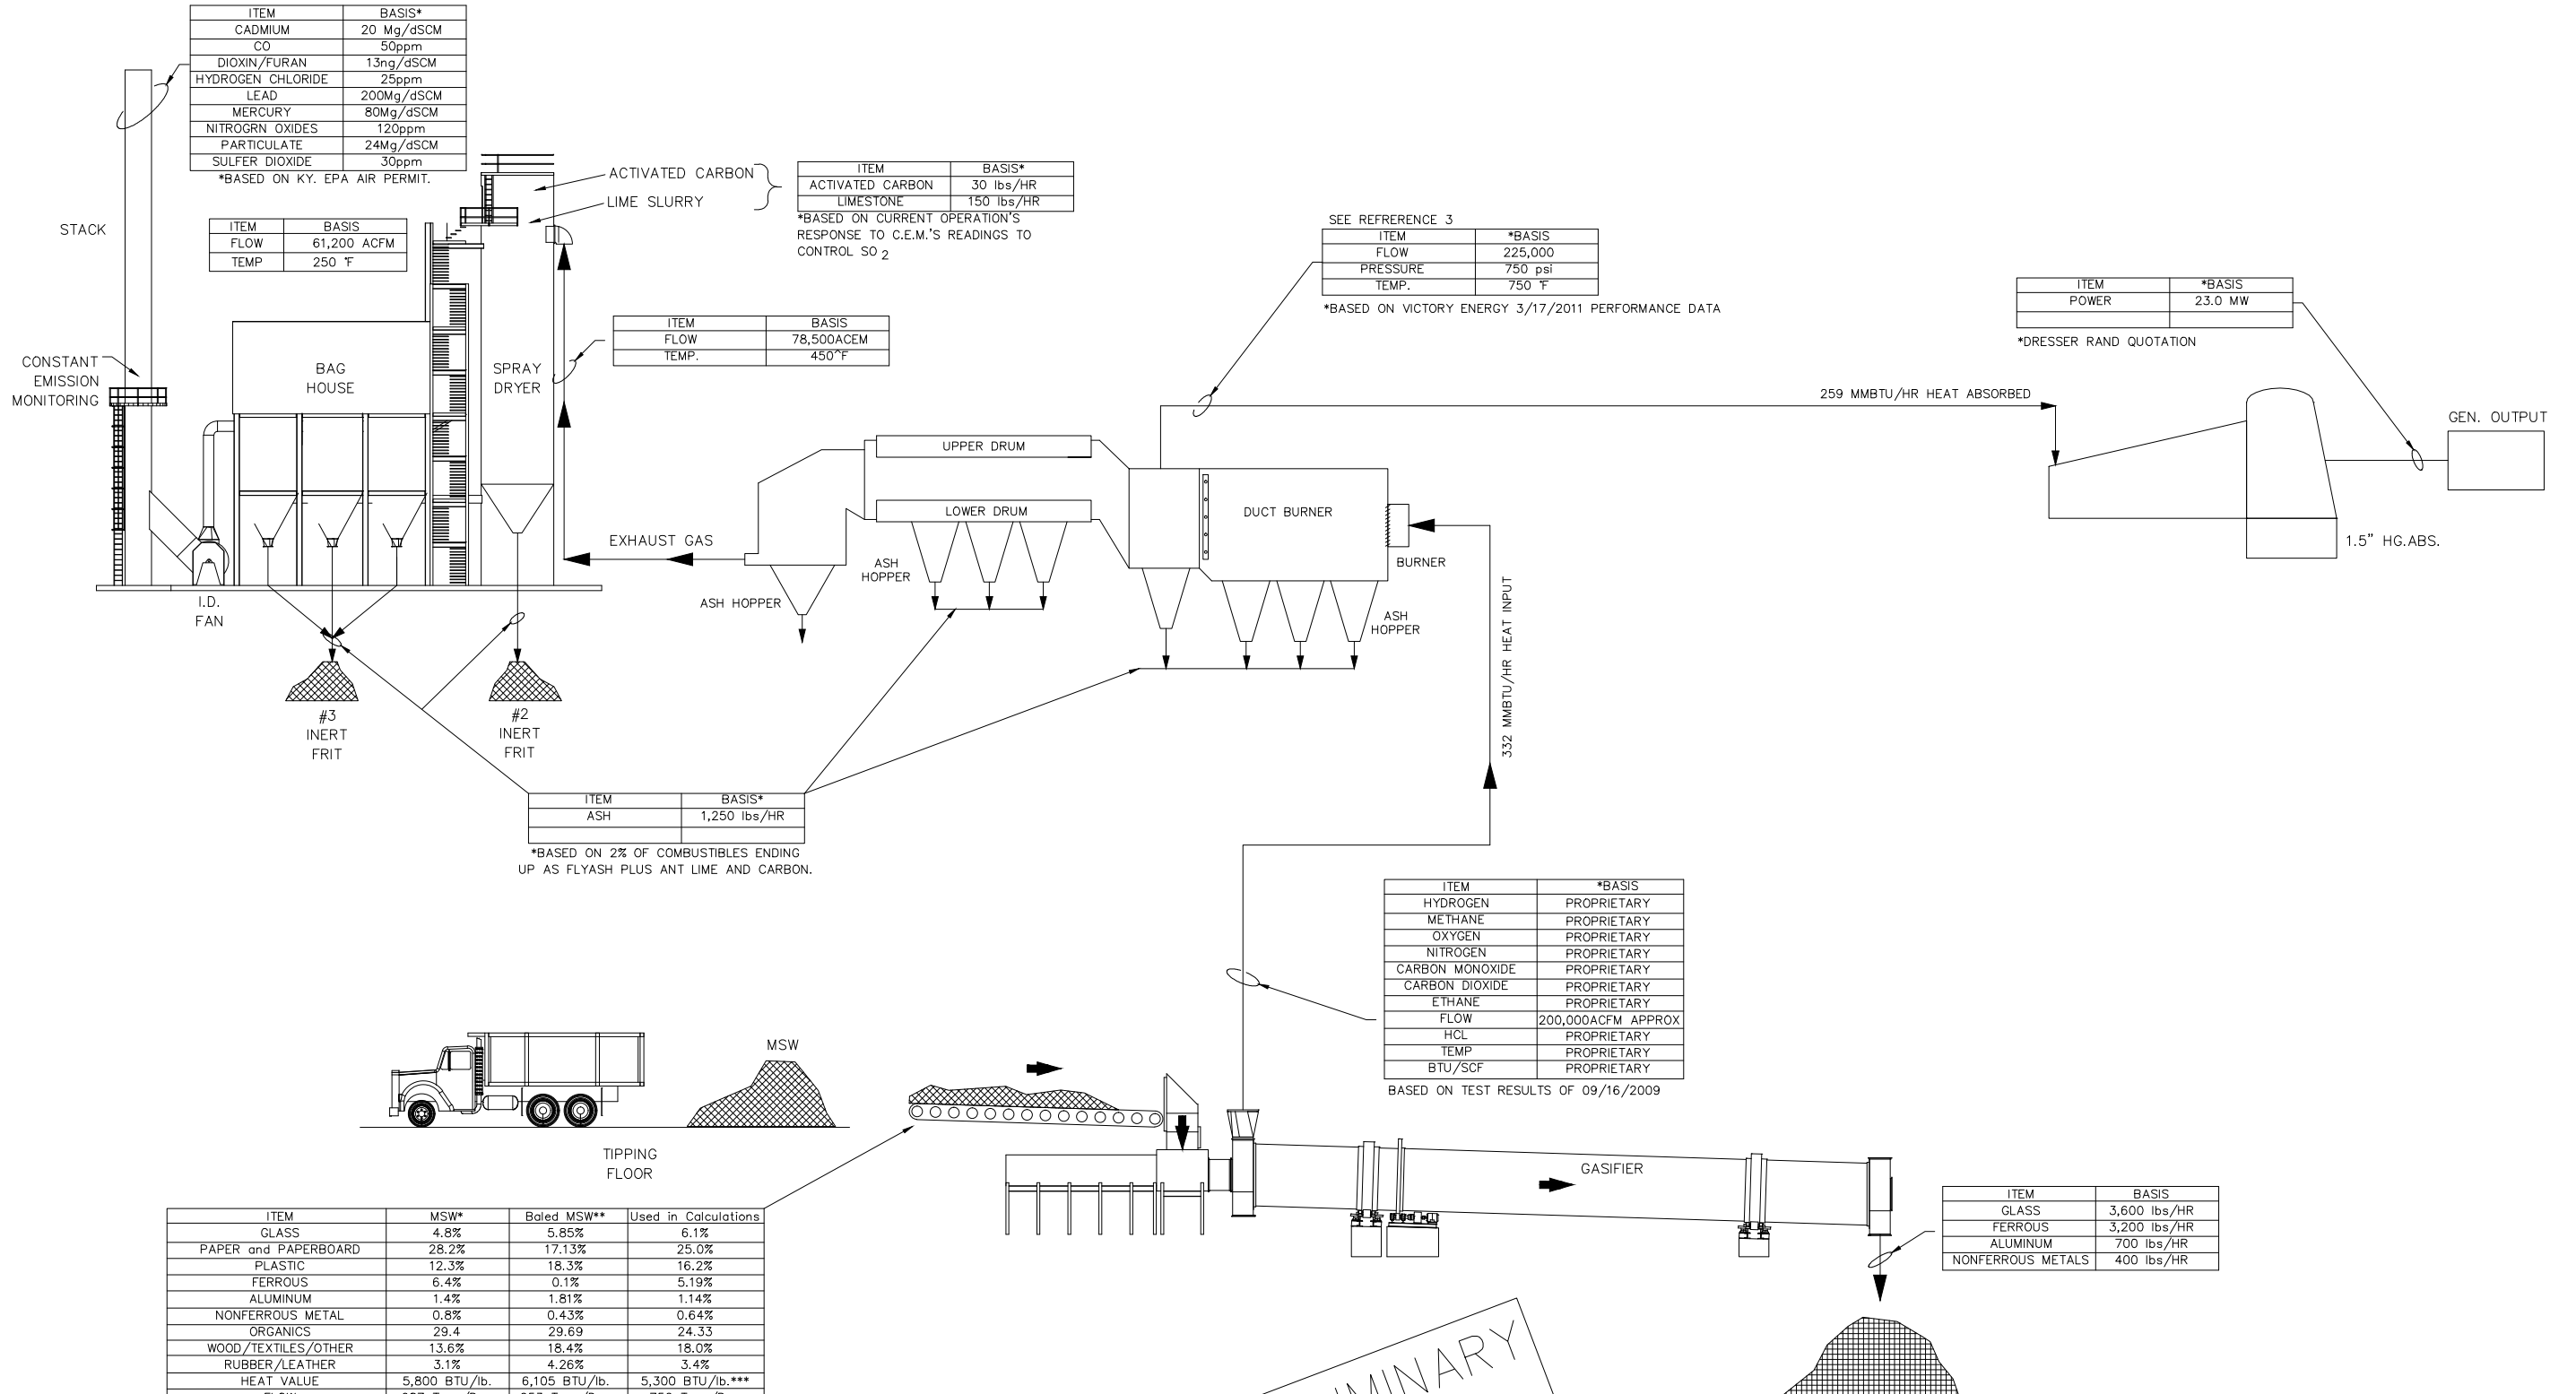 ITEM BASIS*
CADMIUM 20 Mg/dSCM
CO 50ppm
DIOXIN/FURAN 13ng/dSCM
HYDROGEN CHLORIDE 25ppm
LEAD 200Mg/dSCM
MERCURY 80Mg/dSCM
NITROGRN OXIDES 120ppm
PARTICULATE 24Mg/dSCM
SULFER DIOXIDE 30ppm
*BASED ON KY. EPA AIR PERMIT.
STACK
ITEM BASIS
FLOW 61,200 ACFM
TEMP 250 °F
ACTIVATED CARBON
LIME SLURRY
ITEM BASIS*
ACTIVATED CARBON 30 lbs/HR
LIMESTONE 150 lbs/HR
*BASED ON CURRENT OPERATION'S
RESPONSE TO C.E.M.'S READINGS TO
CONTROL SO 2
SEE REFRERENCE 3
ITEM *BASIS
FLOW 225,000
PRESSURE 750 psi
TEMP. 750 °F
*BASED ON VICTORY ENERGY 3/17/2011 PERFORMANCE DATA
ITEM *BASIS
POWER 23.0 MW
*DRESSER RAND QUOTATION
ITEM BASIS
FLOW 78,500ACEM
TEMP. 450^F
CONSTANT
EMISSION
MONITORING
BAG
HOUSE
SPRAY
DRYER
259 MMBTU/HR HEAT ABSORBED
GEN. OUTPUT
UPPER DRUM
LOWER DRUM
DUCT BURNER
BURNER
1.5" HG.ABS.
EXHAUST GAS
ASH
HOPPER
ASH HOPPER
ASH
HOPPER
332 MMBTU/HR HEAT INPUT
I.D.
FAN
#3
INERT
FRIT
#2
INERT
FRIT
ITEM BASIS*
ASH 1,250 lbs/HR
*BASED ON 2% OF COMBUSTIBLES ENDING
UP AS FLYASH PLUS ANT LIME AND CARBON.
ITEM *BASIS
HYDROGEN PROPRIETARY
METHANE PROPRIETARY
OXYGEN PROPRIETARY
NITROGEN PROPRIETARY
CARBON MONOXIDE PROPRIETARY
CARBON DIOXIDE PROPRIETARY
ETHANE PROPRIETARY
FLOW 200,000ACFM APPROX
HCL PROPRIETARY
TEMP PROPRIETARY
BTU/SCF PROPRIETARY
BASED ON TEST RESULTS OF 09/16/2009
MSW
TIPPING
FLOOR
GASIFIER
ITEM BASIS
GLASS 3,600 lbs/HR
FERROUS 3,200 lbs/HR
ALUMINUM 700 lbs/HR
NONFERROUS METALS 400 lbs/HR
ITEM MSW* Baled MSW** Used in Calculations
GLASS 4.8% 5.85% 6.1%
PAPER and PAPERBOARD 28.2% 17.13% 25.0%
PLASTIC 12.3% 18.3% 16.2%
FERROUS 6.4% 0.1% 5.19%
ALUMINUM 1.4% 1.81% 1.14%
NONFERROUS METAL 0.8% 0.43% 0.64%
ORGANICS 29.4 29.69 24.33
WOOD/TEXTILES/OTHER 13.6% 18.4% 18.0%
RUBBER/LEATHER 3.1% 4.26% 3.4%
HEAT VALUE 5,800 BTU/lb. 6,105 BTU/lb. 5,300 BTU/lb.***